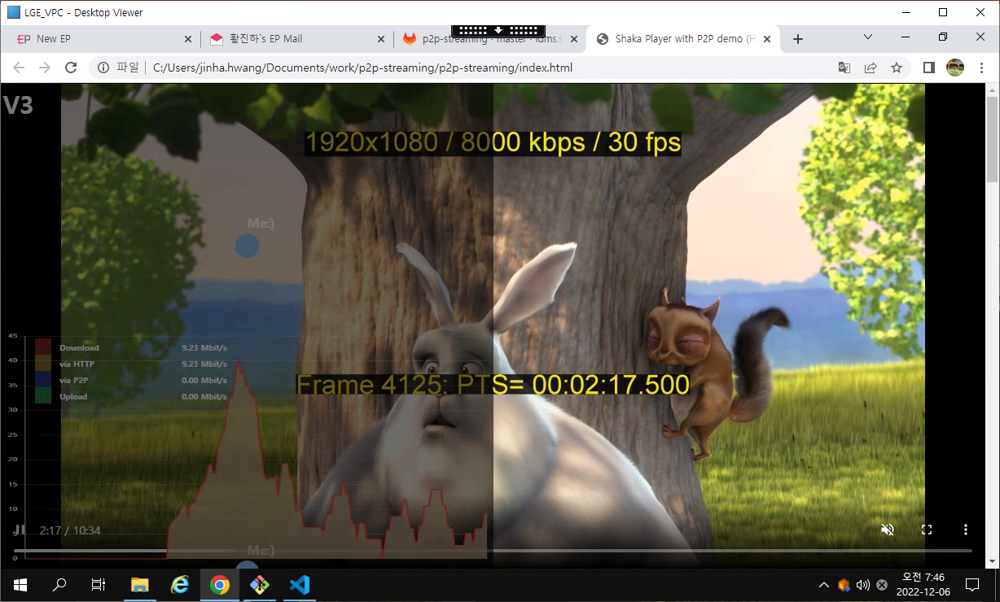 LGE_VPC - Desktop Viewer
EP New EP
황진하`s EP Mail
p2p-streaming · master ·
Shaka Player with P2P demo (H
파일 C:/Users/jinha.hwang/Documents/work/p2p-streaming/p2p-streaming/index.html
V3
1920x1080 / 8000 kbps / 30 fps
Me:)
45
Download 9.23 Mbit/s
40
via HTTP 9.23 Mbit/s
via P2P 0.00 Mbit/s
35
Upload 0.00 Mbit/s
Frame 4125: PTS= 00:02:17.500
30
25
20
15
10
5
2:17 / 10:34
0
Me:)
오전 7:46
2022-12-06